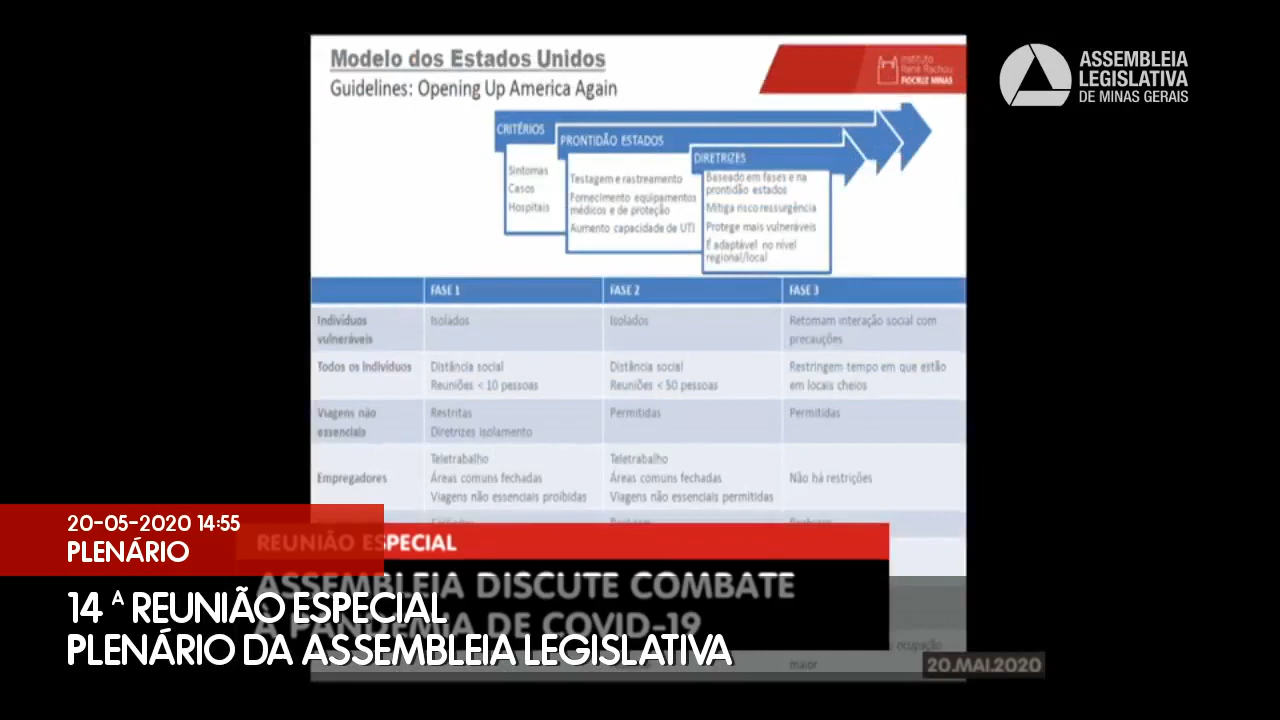 Modelo dos Estados Unidos
Guidelines: Opening Up America Again
Instituto
René Rachou
FIOCRUZ MINAS
ASSEMBLEIA
LEGISLATIVA
DE MINAS GERAIS
CRITÉRIOS
Sintomas
Casos
Hospitais
PRONTIDÃO ESTADOS
Testagem e rastreamento
Fornecimento equipamentos
médicos e de proteção
Aumento capacidade de UTI
DIRETRIZES
Baseado em fases e na
prontidão estados
Mitiga risco ressurgência
Protege mais vulneráveis
É adaptável no nível
regional/local
FASE 1 FASE 2 FASE 3
Indivíduos
vulneráveis
Isolados
Isolados
Retomam interação social com
precauções
Todos os Indivíduos
Distância social
Reuniões < 10 pessoas
Distância social
Reuniões < 50 pessoas
Restringem tempo em que estão
em locais cheios
Viagens não
essenciais
Restritas
Diretrizes isolamento
Permitidas
Permitidas
Empregadores
Teletrabalho
Áreas comuns fechadas
Viagens não essenciais proibidas
Teletrabalho
Áreas comuns fechadas
Viagens não essenciais permitidas
Não há restrições
ocupação
maior
20-05-2020 14:55
PLENÁRIO
REUNIÃO ESPECIAL
ASSEMBLEIA DISCUTE COMBATE
À PANDEMIA DE COVID-19
14 ª REUNIÃO ESPECIAL
PLENÁRIO DA ASSEMBLEIA LEGISLATIVA
20.MAI.2020